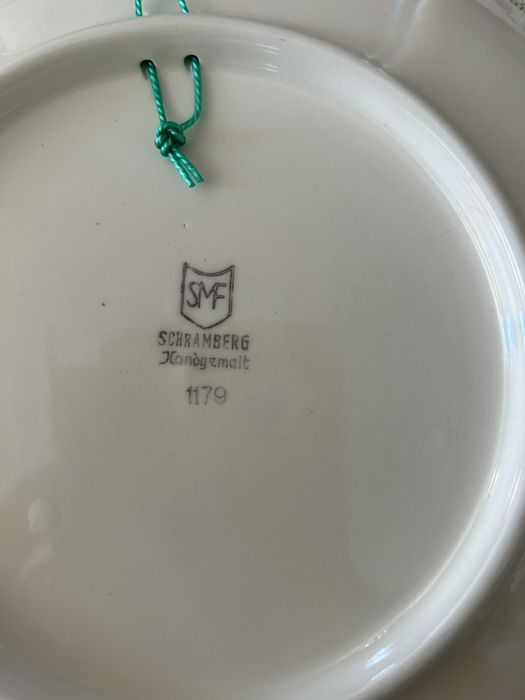 SMF
SCHRAMBERG
Handgemalt
1179